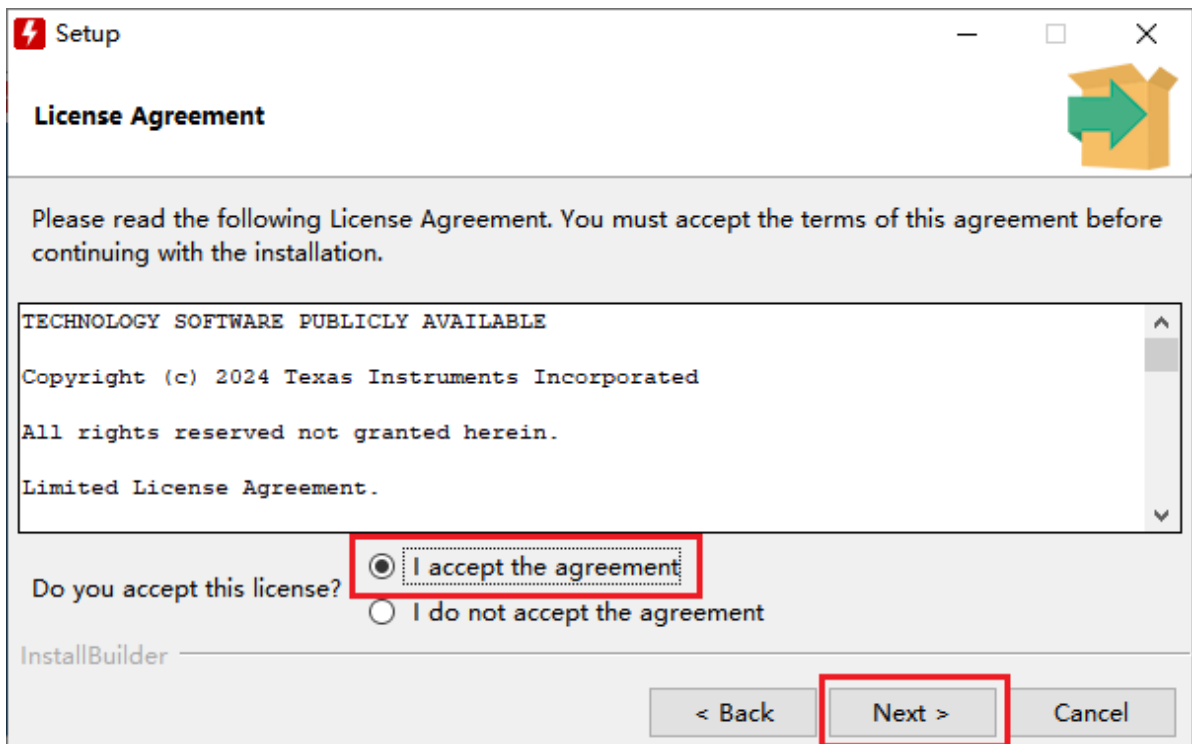 Setup
License Agreement
Please read the following License Agreement. You must accept the terms of this agreement before
continuing with the installation.
TECHNOLOGY SOFTWARE PUBLICLY AVAILABLE
Copyright (c) 2024 Texas Instruments Incorporated
All rights reserved not granted herein.
Limited License Agreement.
Do you accept this license?
I accept the agreement
I do not accept the agreement
InstallBuilder
< Back
Next >
Cancel